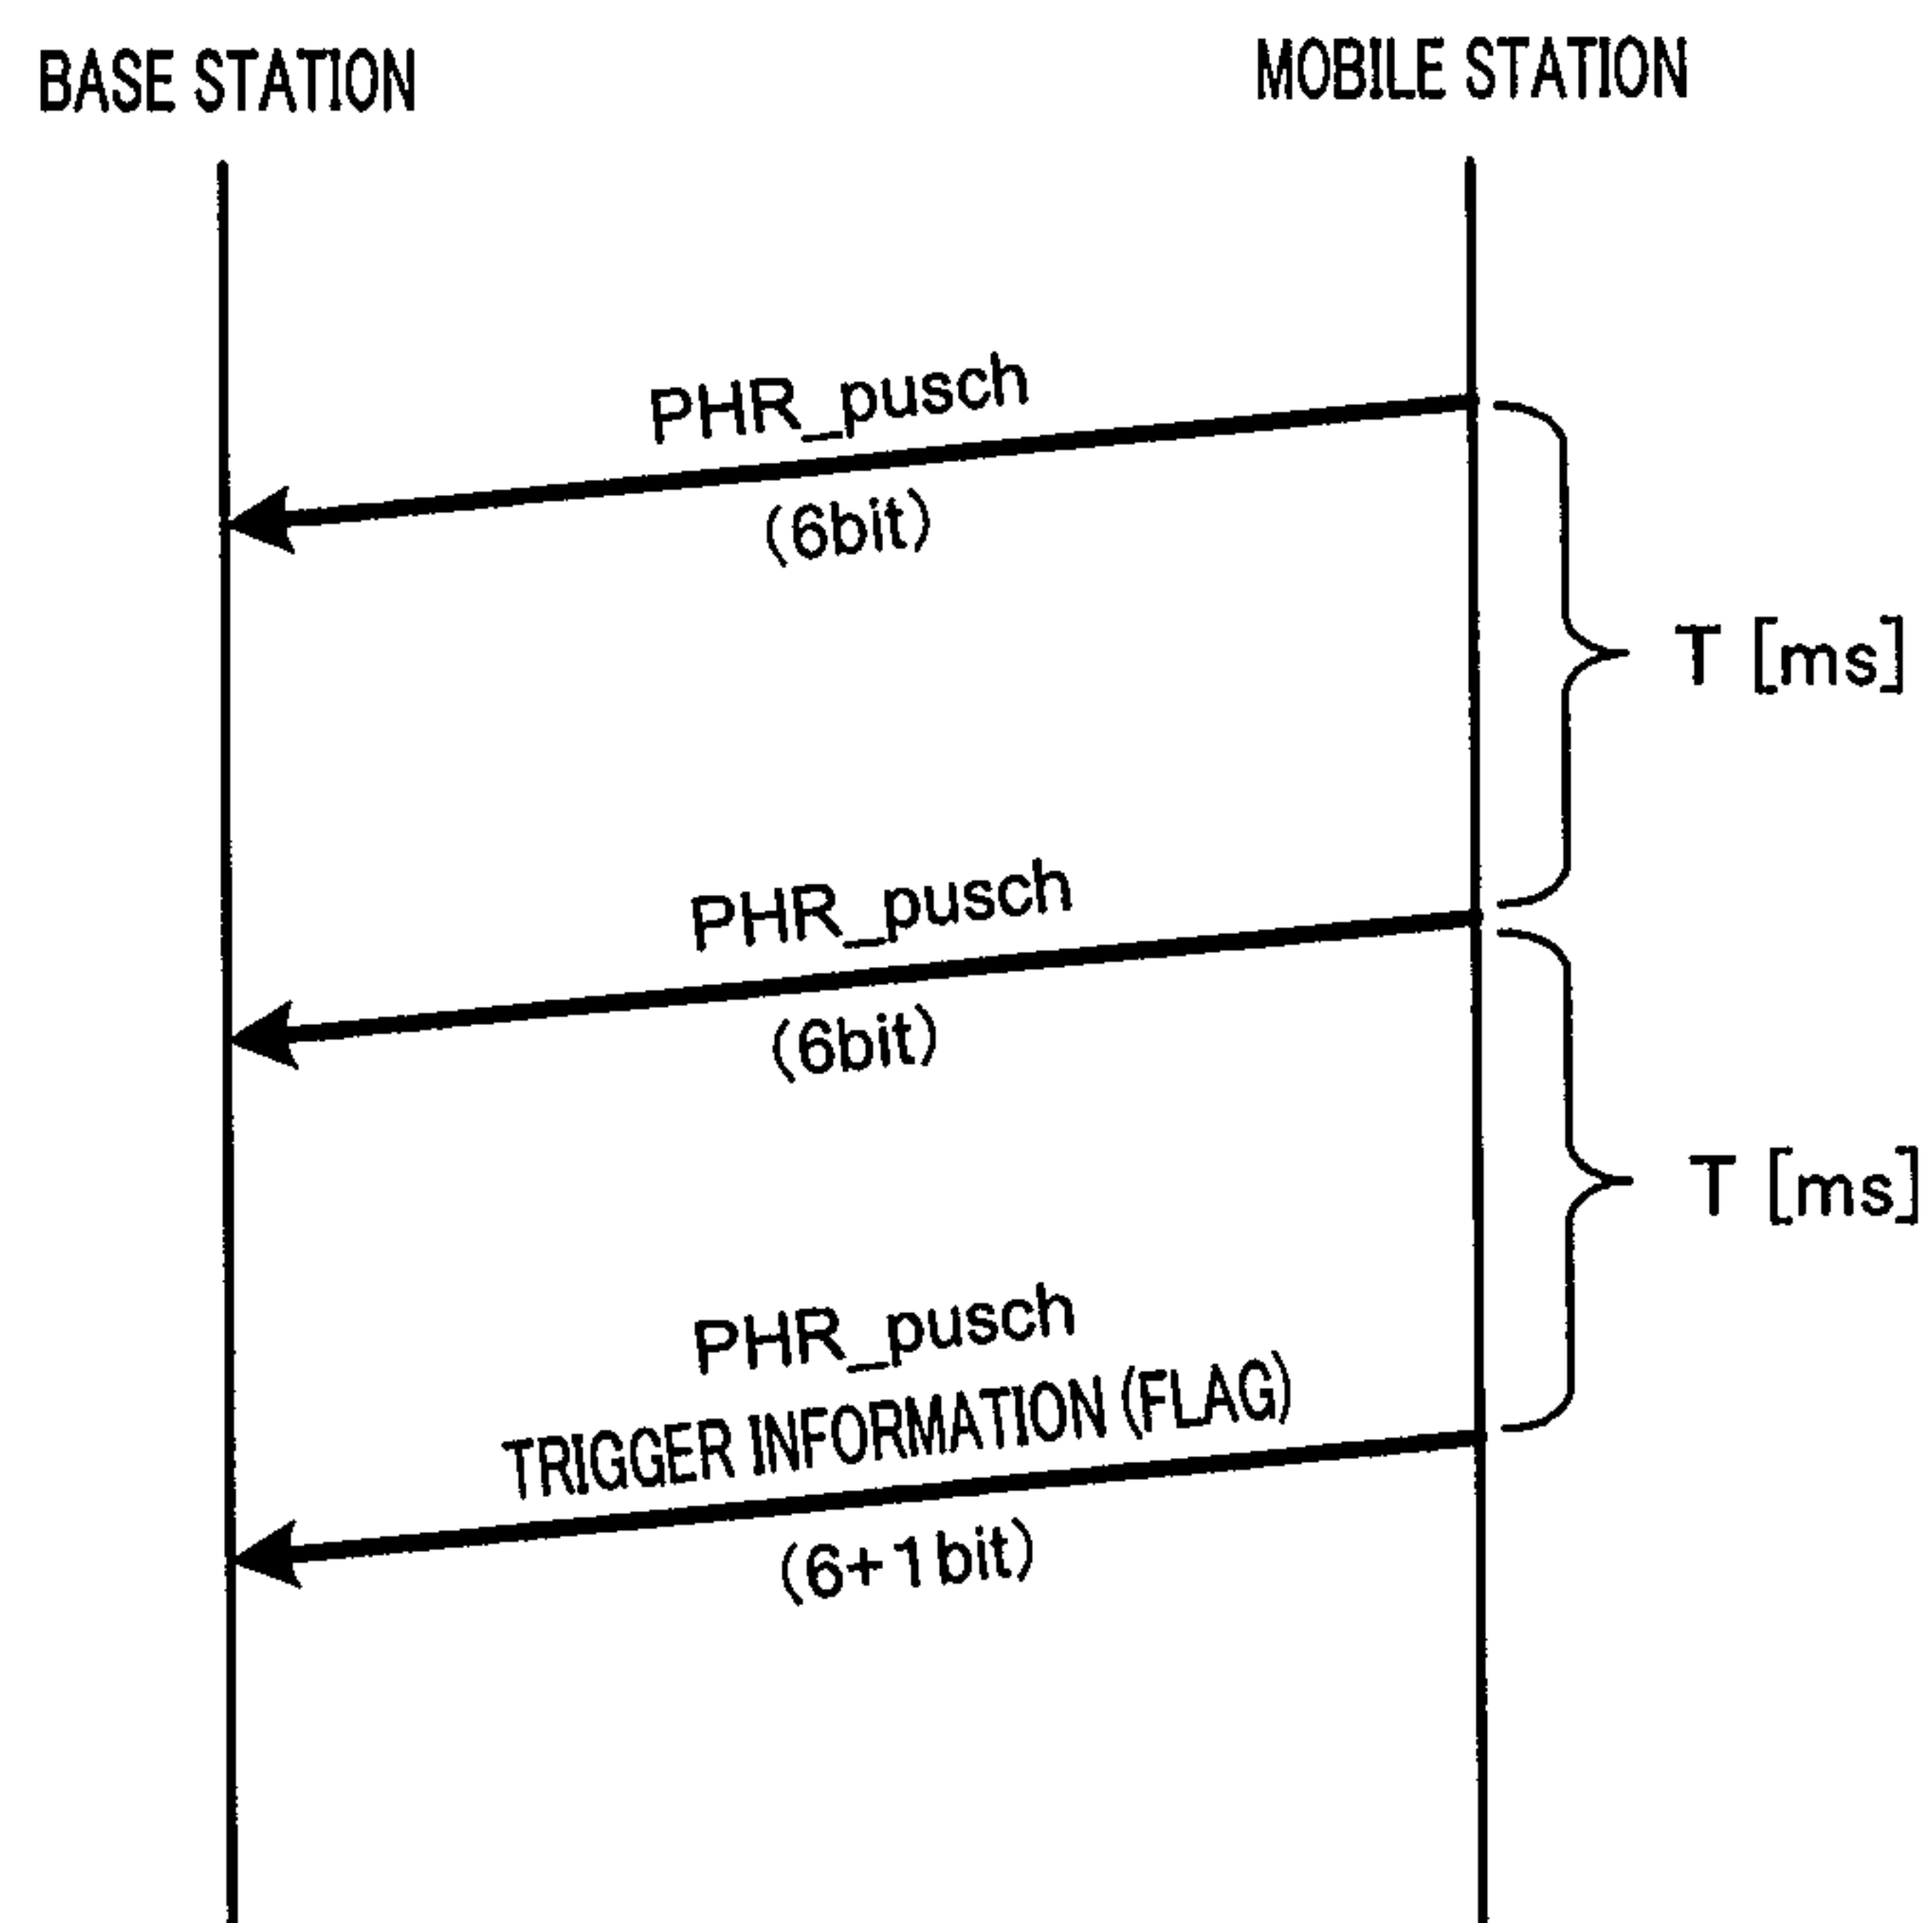 BASE STATION
MOBILE STATION
PHR_pusch
(6bit)
T [ms]
PHR_pusch
(6bit)
T [ms]
PHR_pusch
TRIGGER INFORMATION (FLAG)
(6+1bit)